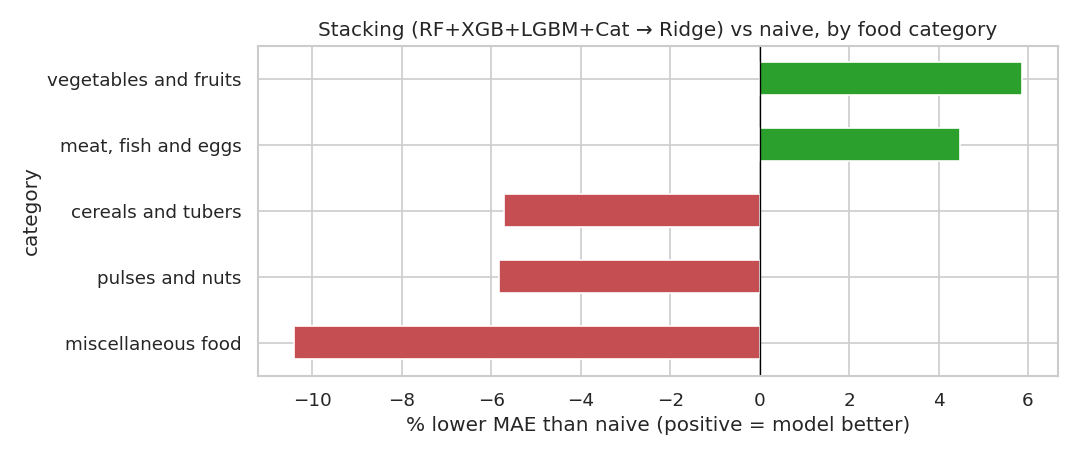 Stacking (RF+XGB+LGBM+Cat → Ridge) vs naive, by food category
category
vegetables and fruits
meat, fish and eggs
cereals and tubers
pulses and nuts
miscellaneous food
−10 −8 −6 −4 −2 0 2 4 6
% lower MAE than naive (positive = model better)